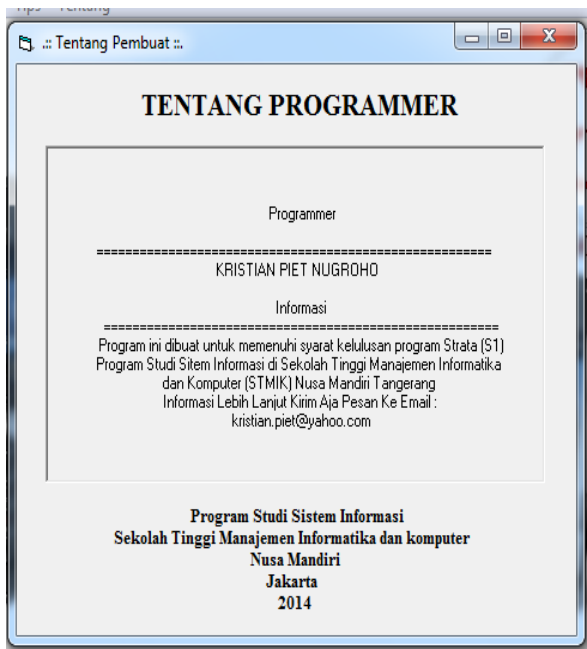 Tips Tentang
.:: Tentang Pembuat ::.
TENTANG PROGRAMMER
Programmer
=======================================================
KRISTIAN PIET NUGROHO
Informasi
=======================================================
Program ini dibuat untuk memenuhi syarat kelulusan program Strata (S1)
Program Studi Sitem Informasi di Sekolah Tinggi Manajemen Informatika
dan Komputer (STMIK) Nusa Mandiri Tangerang
Informasi Lebih Lanjut Kirim Aja Pesan Ke Email :
kristian.piet@yahoo.com
Program Studi Sistem Informasi
Sekolah Tinggi Manajemen Informatika dan komputer
Nusa Mandiri
Jakarta
2014